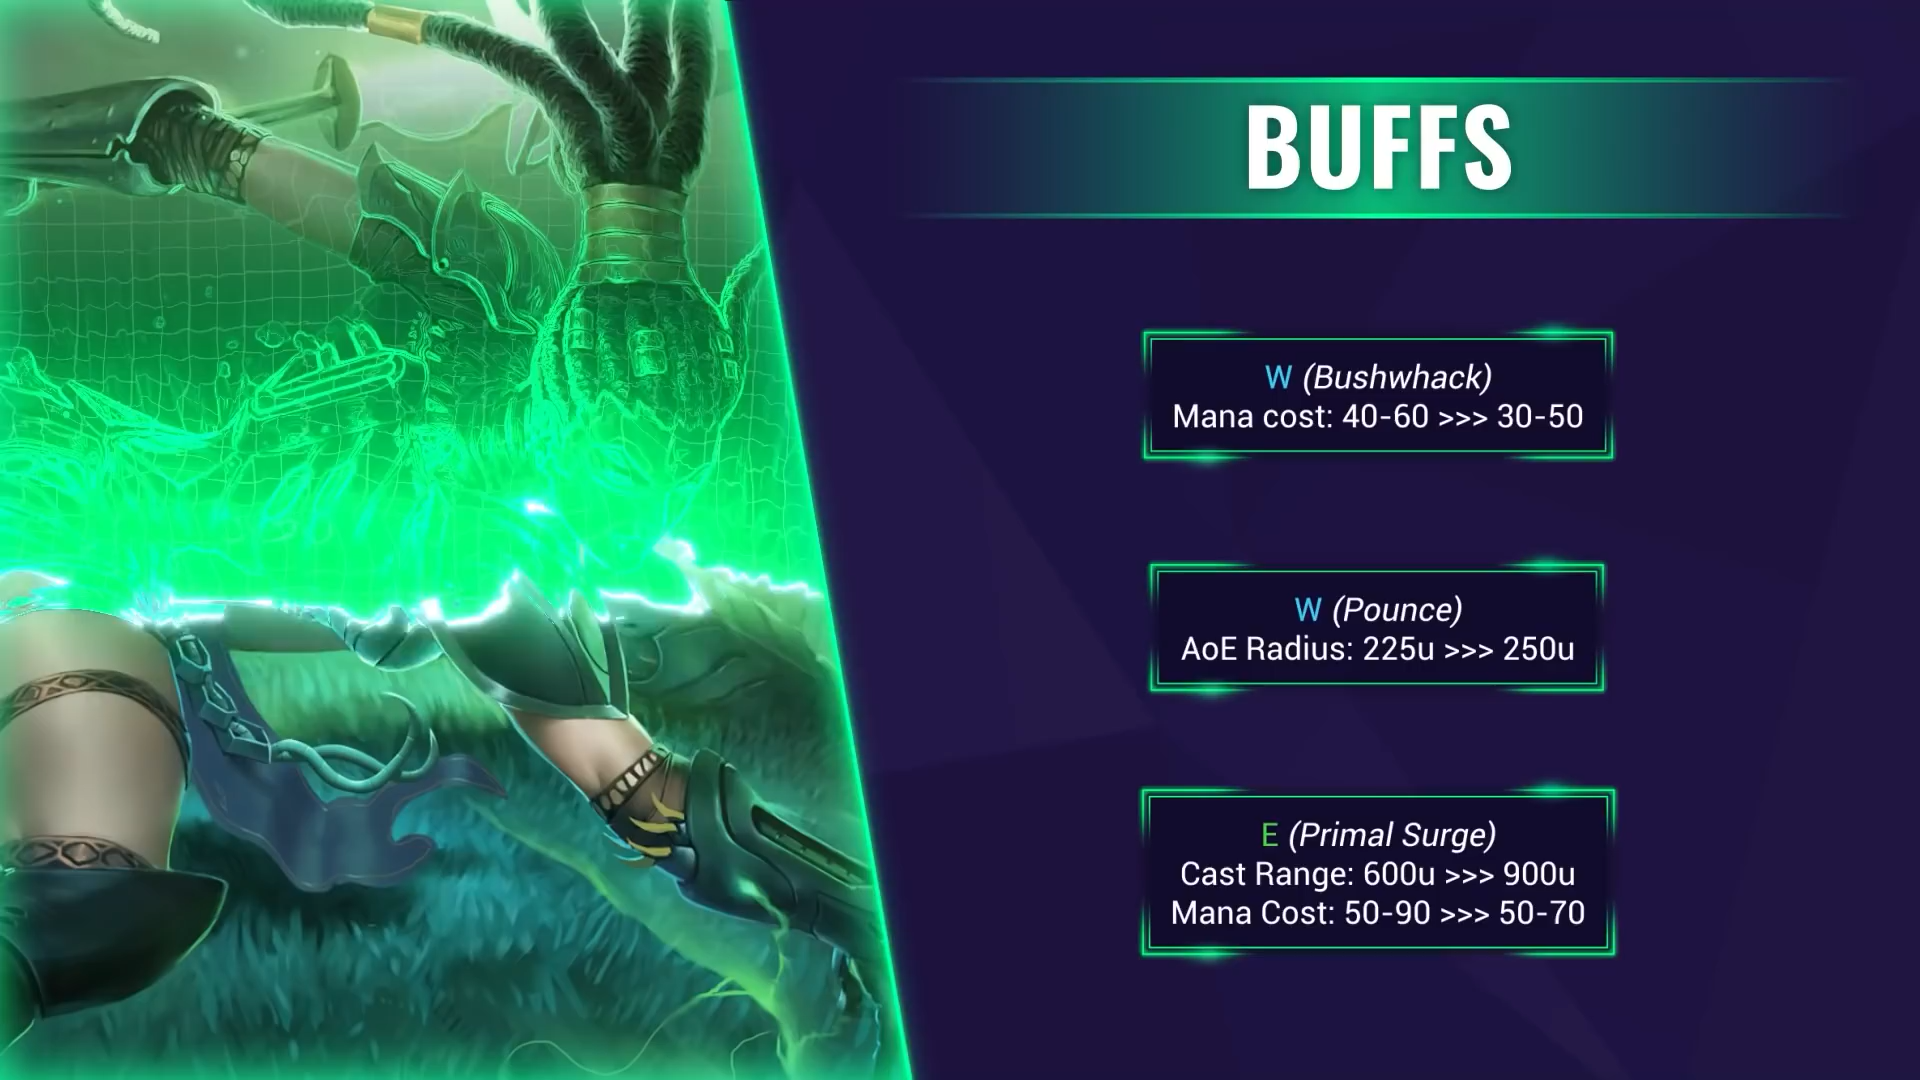 BUFFS
W (Bushwhack)
Mana cost: 40-60 >>> 30-50
W (Pounce)
AoE Radius: 225u >>> 250u
E (Primal Surge)
Cast Range: 600u >>> 900u
Mana Cost: 50-90 >>> 50-70